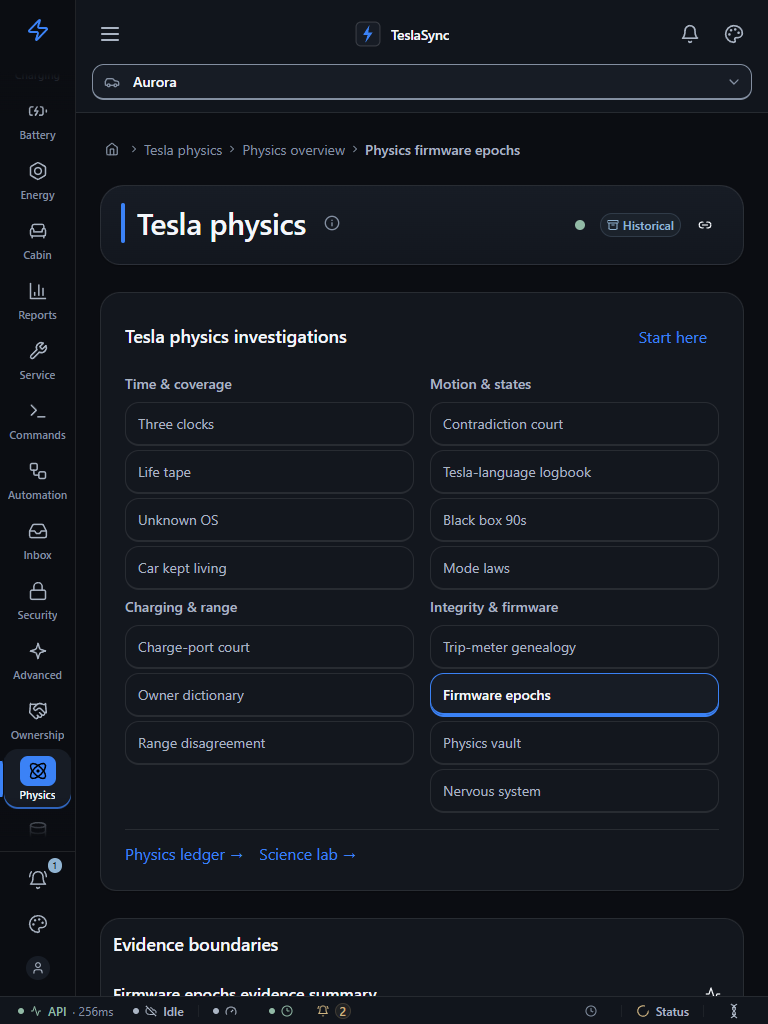 TeslaSync
Aurora
Charging
Battery
Energy
Cabin
Reports
Service
Commands
Automation
Inbox
Security
Advanced
Ownership
Physics
1
Tesla physics
Physics overview
Physics firmware epochs
Tesla physics
Historical
Tesla physics investigations
Start here
Time & coverage
Three clocks
Life tape
Unknown OS
Car kept living
Motion & states
Contradiction court
Tesla-language logbook
Black box 90s
Mode laws
Charging & range
Charge-port court
Owner dictionary
Range disagreement
Integrity & firmware
Trip-meter genealogy
Firmware epochs
Physics vault
Nervous system
Physics ledger →
Science lab →
Evidence boundaries
Firmware epochs evidence summary
API · 256ms
Idle
2
Status